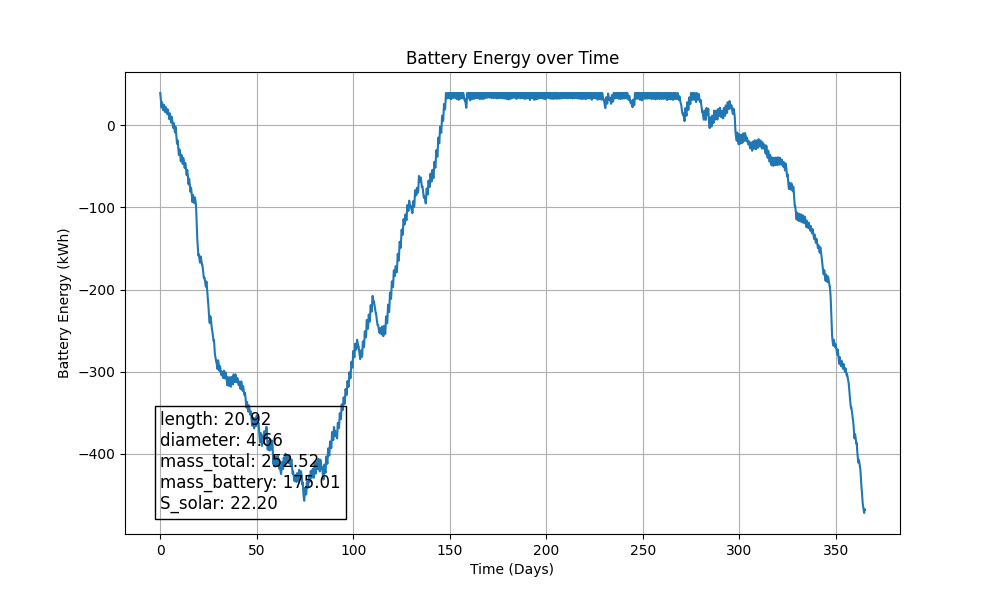 Battery Energy over Time
Battery Energy (kWh)
0
−100
−200
−300
−400
length: 20.92
diameter: 4.66
mass_total: 252.52
mass_battery: 175.01
S_solar: 22.20
0 50 100 150 200 250 300 350
Time (Days)